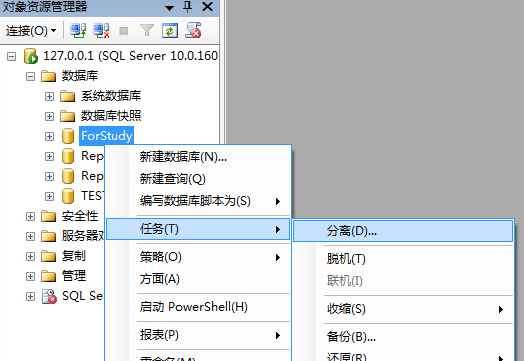 对象资源管理器
连接(O)
127.0.0.1 (SQL Server 10.0.160
数据库
系统数据库
数据库快照
ForStudy
Rep
Rep
TEST
安全性
服务器对
复制
管理
SQL Se
新建数据库(N)...
新建查询(Q)
编写数据库脚本为(S)
任务(T)
策略(O)
方面(A)
启动 PowerShell(H)
报表(P)
重命名(M)
分离(D)...
脱机(T)
联机(I)
收缩(S)
备份(B)...
还原(R)